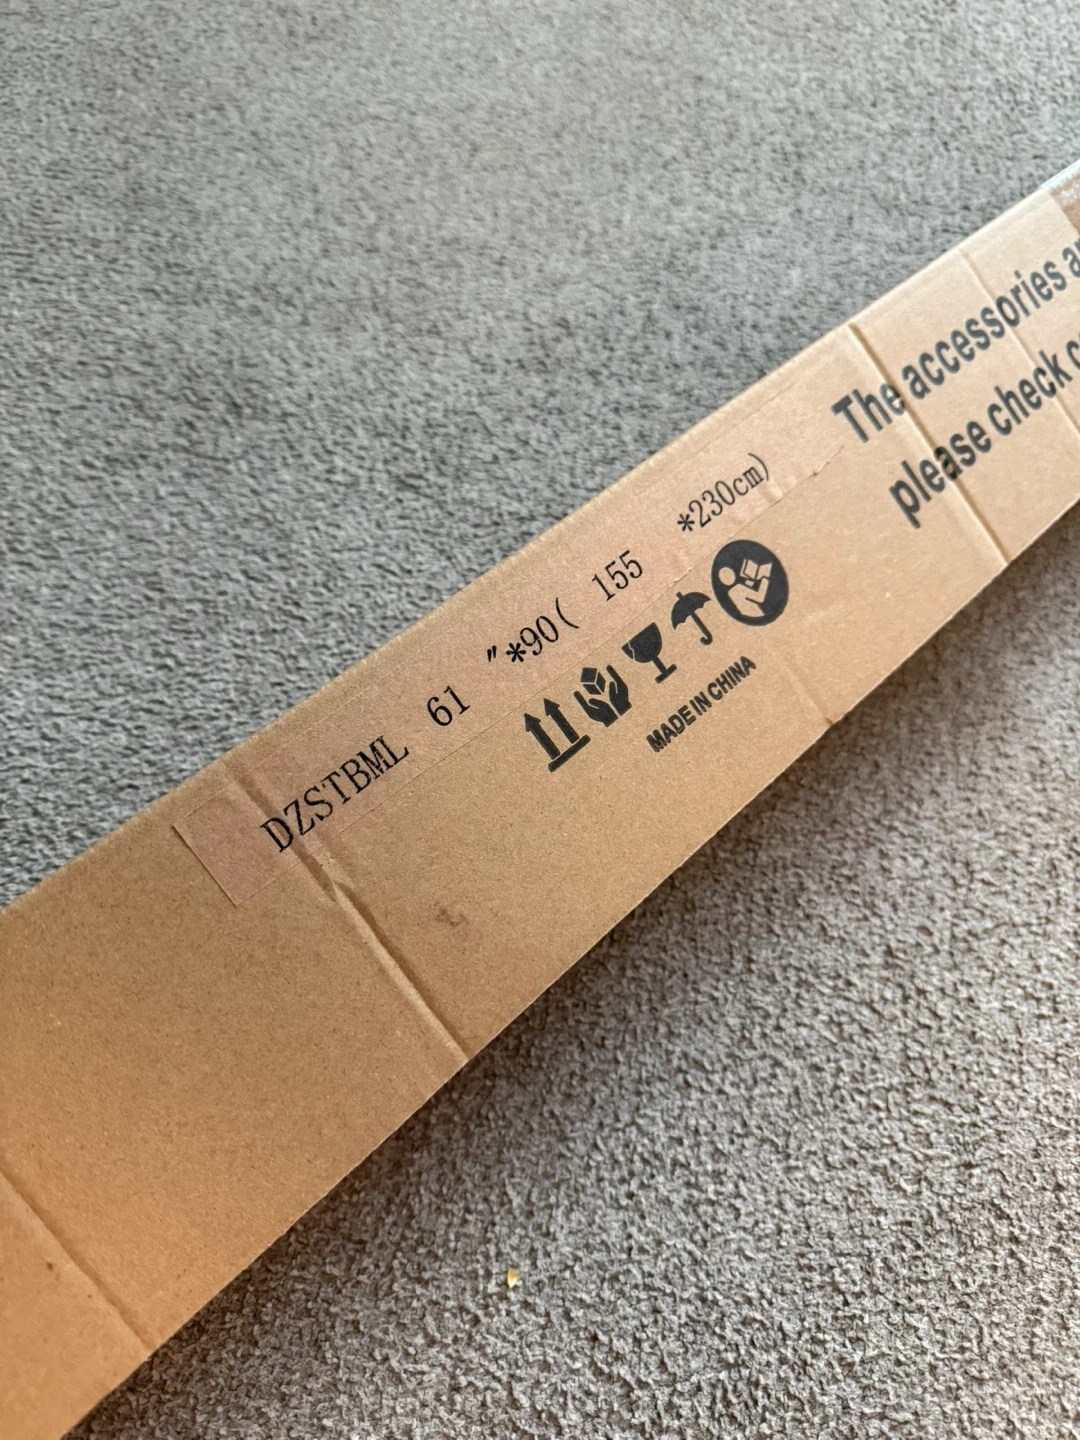 The accessories
please check
DZSTBML 61 "*90( 155 *230cm)
MADE IN CHINA